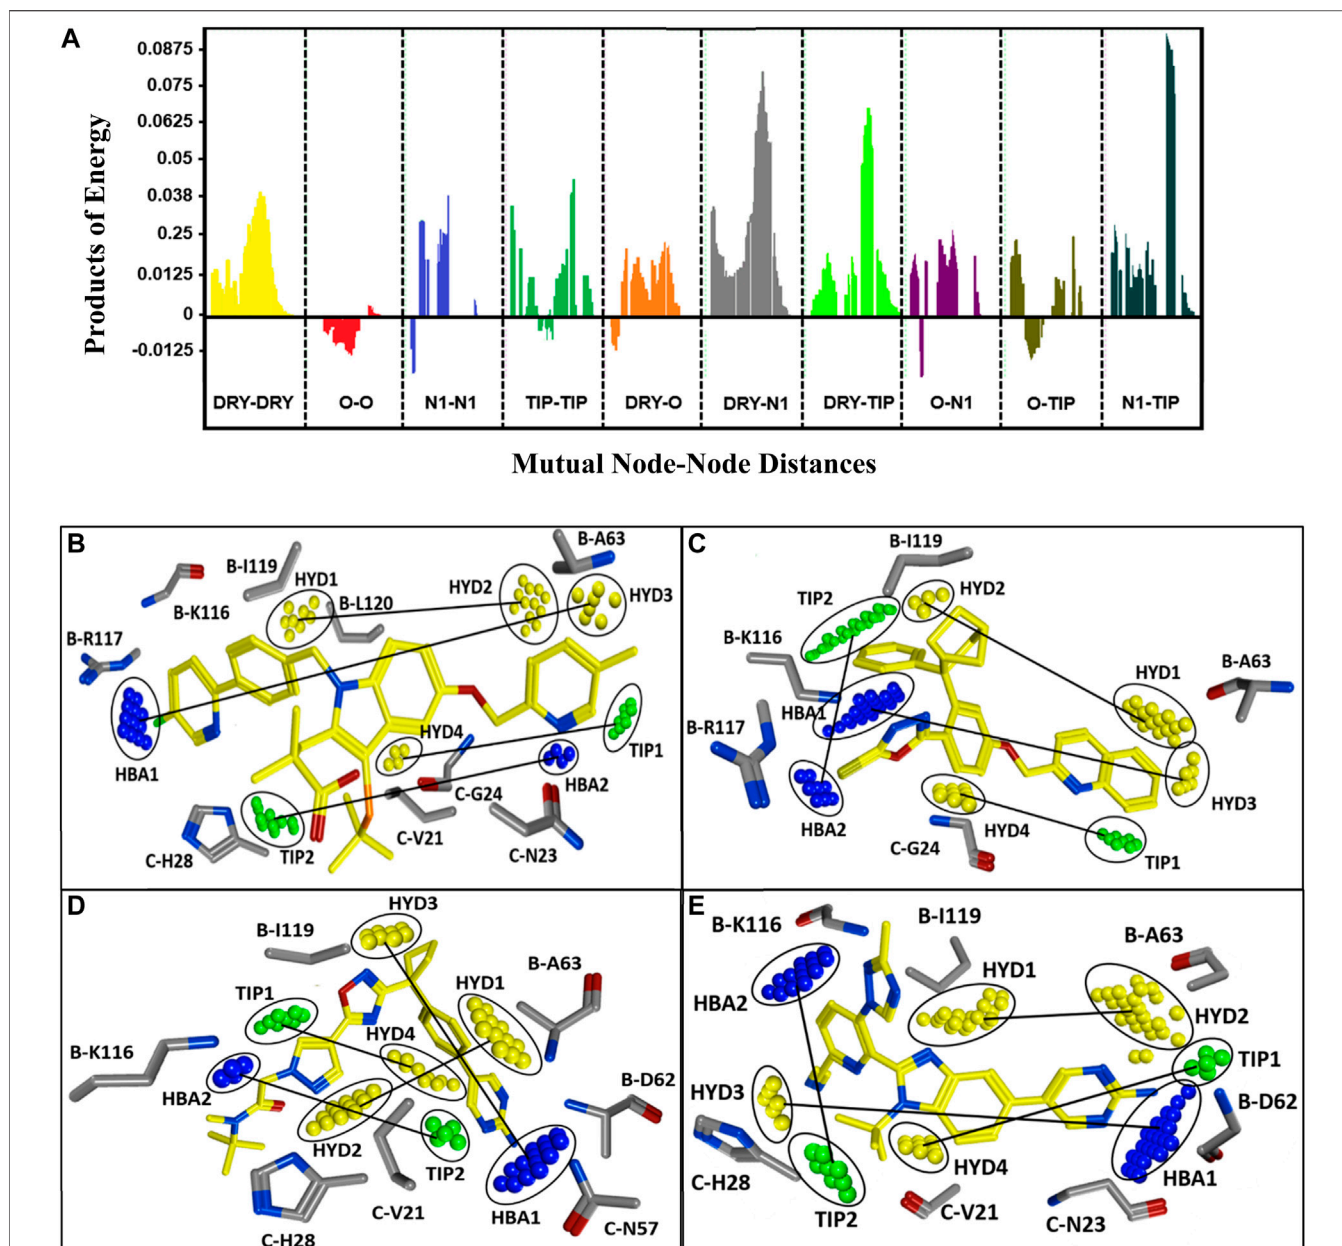 A
Products of Energy
0.0875
0.075
0.0625
0.05
0.038
0.25
0.0125
0
-0.0125
DRY-DRY
O-O
N1-N1
TIP-TIP
DRY-O
DRY-N1
DRY-TIP
O-N1
O-TIP
N1-TIP
Mutual Node-Node Distances
B
B-A63
B-I119
HYD1
HYD2
HYD3
B-K116
B-L120
B-R117
HYD4
TIP1
HBA1
HBA2
C-G24
C-V21
C-N23
C-H28
TIP2
C
B-I119
TIP2
HYD2
B-K116
HYD1
B-A63
HBA1
B-R117
HYD3
HBA2
HYD4
C-G24
TIP1
D
HYD3
B-I119
B-A63
TIP1
HYD1
HYD4
B-K116
HBA2
B-D62
HYD2
TIP2
C-V21
HBA1
C-N57
C-H28
E
B-K116
B-I119
B-A63
HYD1
HBA2
HYD2
TIP1
HYD3
B-D62
HYD4
C-H28
HBA1
TIP2
C-V21
C-N23